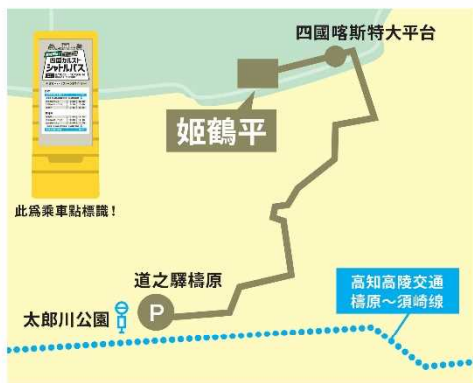 四國喀斯特大平台
四国カルスト
シャトルバス
姬鶴平
此爲乘車點標識！
道之驛檮原
P
太郎川公園
高知高陵交通
檮原～須崎線